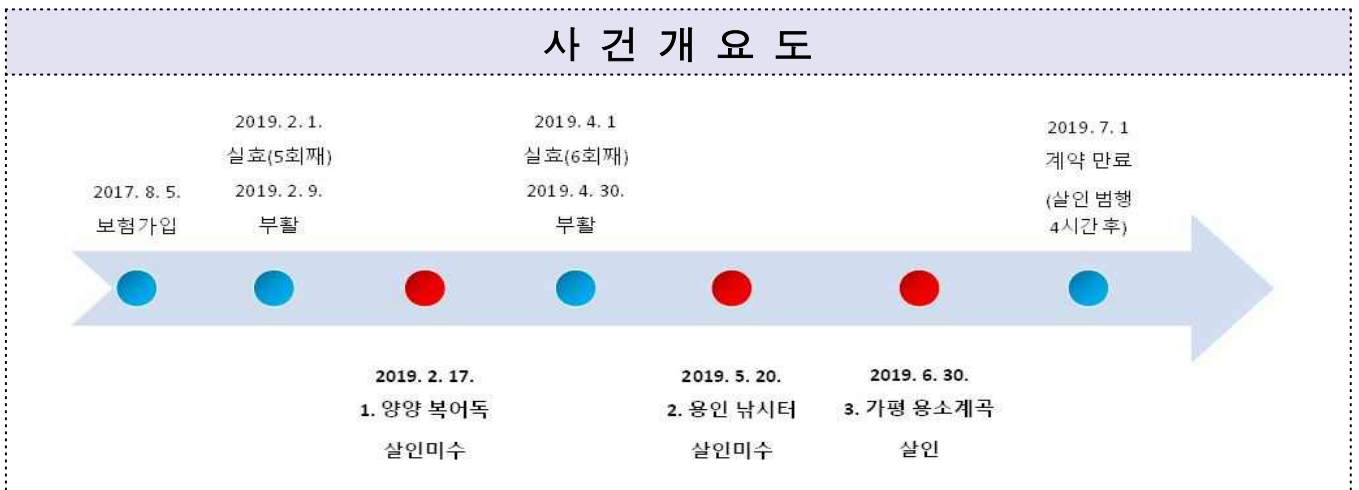 사 건 개 요 도
2019. 2. 1.
실효(5회째)
2019. 4. 1
실효(6회째)
2019. 7. 1
계약 만료
2017. 8. 5.
보험가입
2019. 2. 9.
부활
2019. 4. 30.
부활
(살인 범행
4시간 후)
2019. 2. 17.
1. 양양 복어독
살인미수
2019. 5. 20.
2. 용인 낚시터
살인미수
2019. 6. 30.
3. 가평 용소계곡
살인